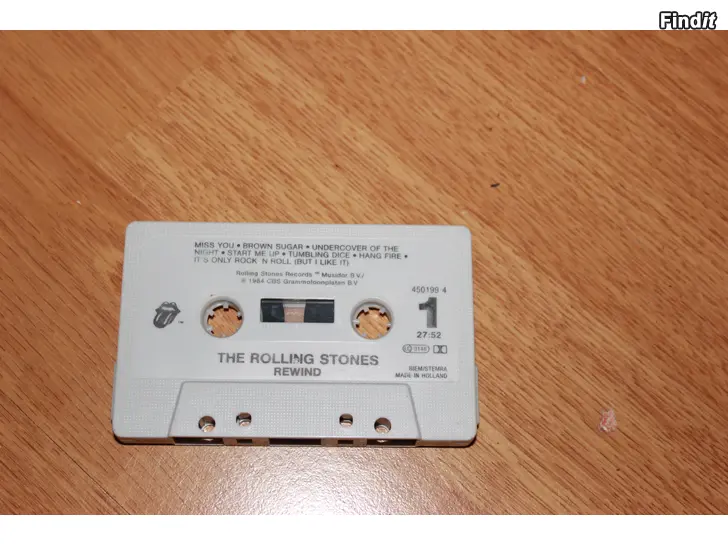 Findit
MISS YOU • BROWN SUGAR • UNDERCOVER OF THE
NIGHT • START ME UP • TUMBLING DICE • HANG FIRE •
IT'S ONLY ROCK 'N ROLL (BUT I LIKE IT)
Rolling Stones Records ™ Musidor B.V./
℗ 1984 CBS Grammofoonplaten B.V.
450199 4
1
27:52
THE ROLLING STONES
REWIND
BIEM/STEMRA
MADE IN HOLLAND